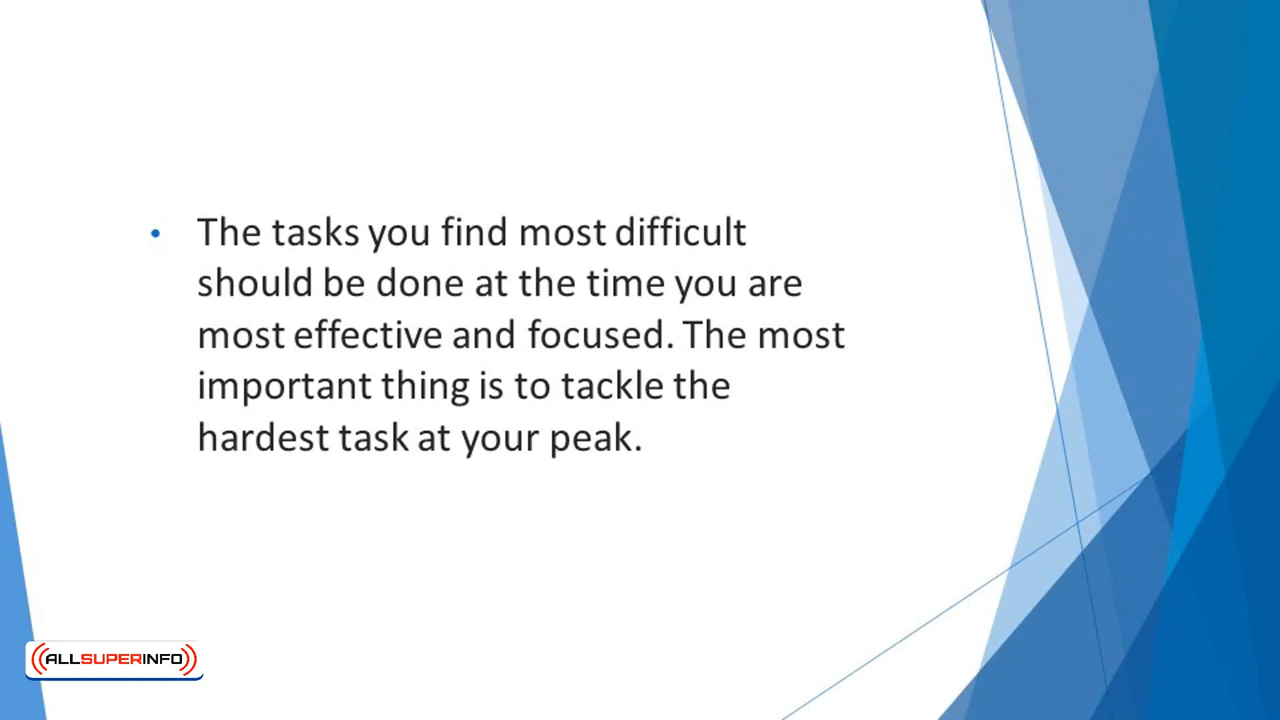 • The tasks you find most difficult
should be done at the time you are
most effective and focused. The most
important thing is to tackle the
hardest task at your peak.
ALLSUPERINFO